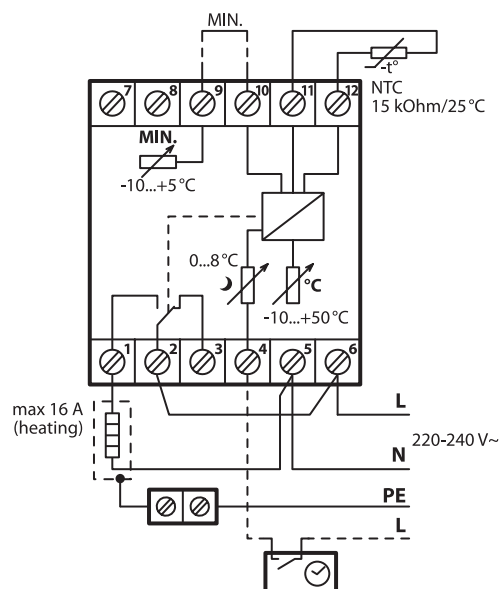 MIN.
-t°
NTC
15 kOhm/25°C
7 8 9 10 11 12
MIN.
-10...+5°C
0...8°C
°C
-10...+50°C
1 2 3 4 5 6
max 16 A
(heating)
L
220-240 V~
N
PE
L